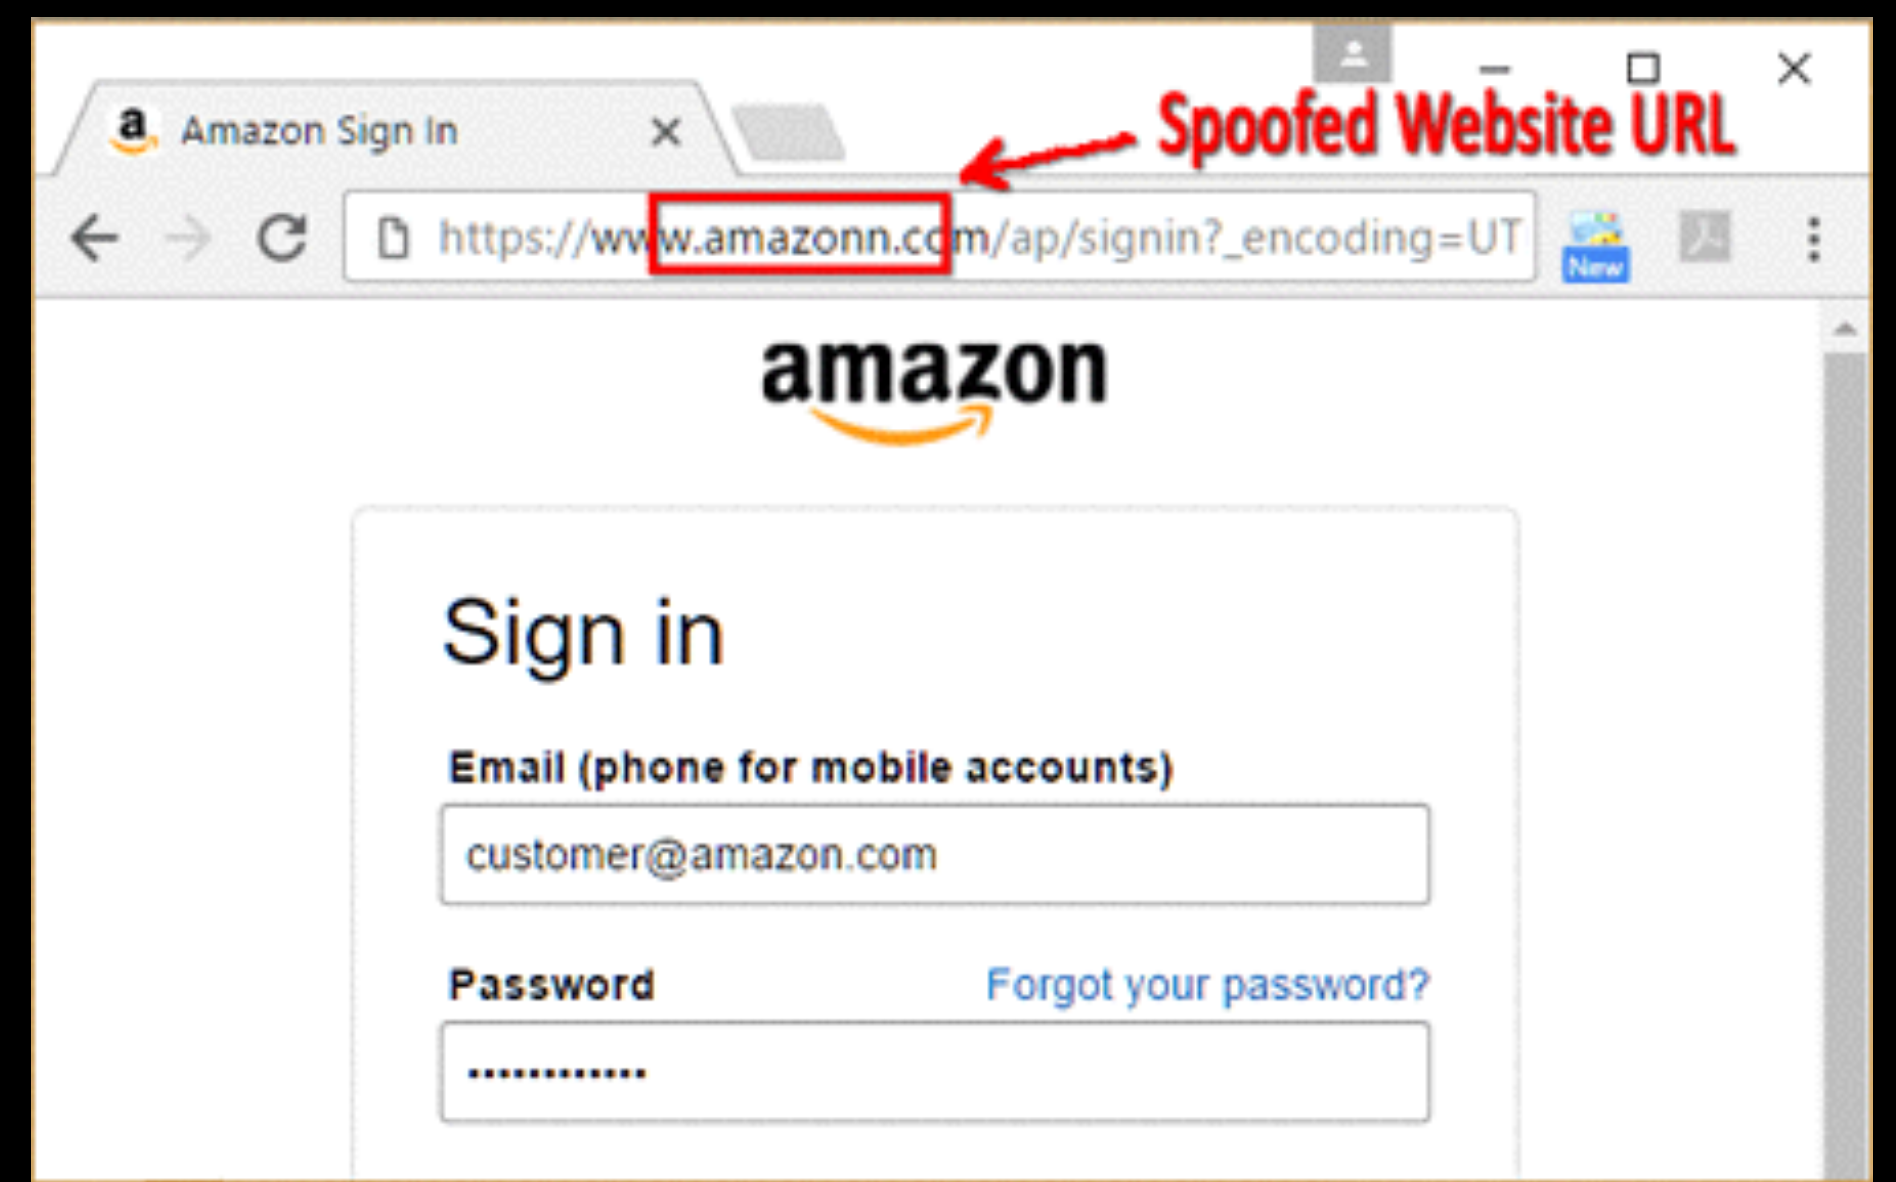 a Amazon Sign In
Spoofed Website URL
https://www.amazonn.com/ap/signin?_encoding=UT
New
amazon
Sign in
Email (phone for mobile accounts)
customer@amazon.com
Password Forgot your password?
••••••••••••